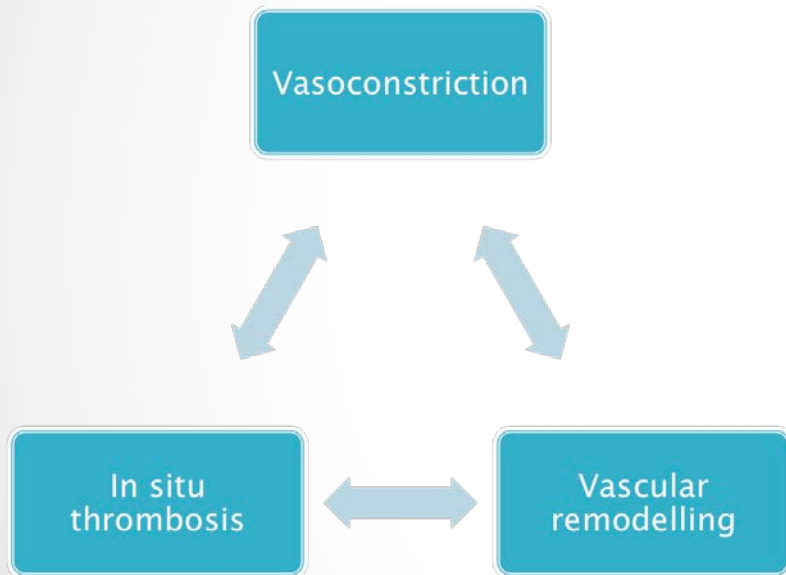 Vasoconstriction
In situ
thrombosis
Vascular
remodelling